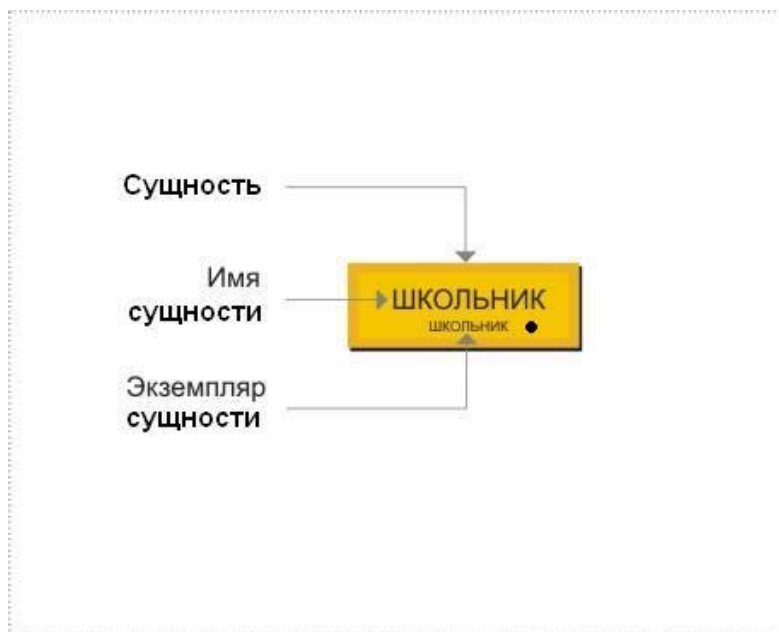 Сущность
Имя
сущности
ШКОЛЬНИК
школьник
Экземпляр
сущности